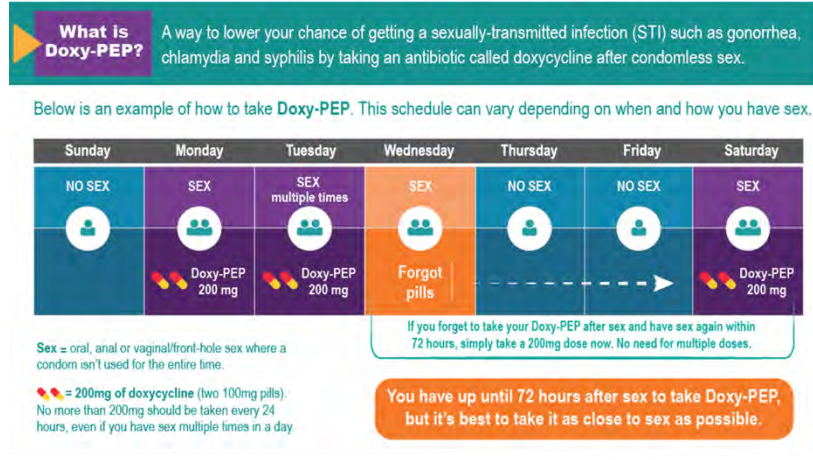 What is
Doxy-PEP?
A way to lower your chance of getting a sexually-transmitted infection (STI) such as gonorrhea,
chlamydia and syphilis by taking an antibiotic called doxycycline after condomless sex.
Below is an example of how to take Doxy-PEP. This schedule can vary depending on when and how you have sex.
Sunday Monday Tuesday Wednesday Thursday Friday Saturday
NO SEX SEX SEX SEX NO SEX NO SEX SEX
multiple times
Doxy-PEP Doxy-PEP Forgot Doxy-PEP
200 mg 200 mg pills 200 mg
If you forget to take your Doxy-PEP after sex and have sex again within
72 hours, simply take a 200mg dose now. No need for multiple doses.
Sex = oral, anal or vaginal/front-hole sex where a
condom isn't used for the entire time.
= 200mg of doxycycline (two 100mg pills).
No more than 200mg should be taken every 24
hours, even if you have sex multiple times in a day
You have up until 72 hours after sex to take Doxy-PEP,
but it's best to take it as close to sex as possible.